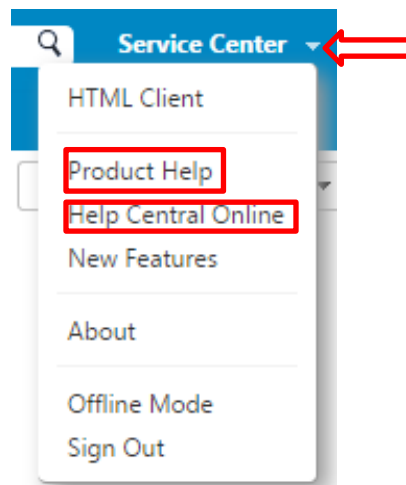 Service Center
HTML Client
Product Help
Help Central Online
New Features
About
Offline Mode
Sign Out